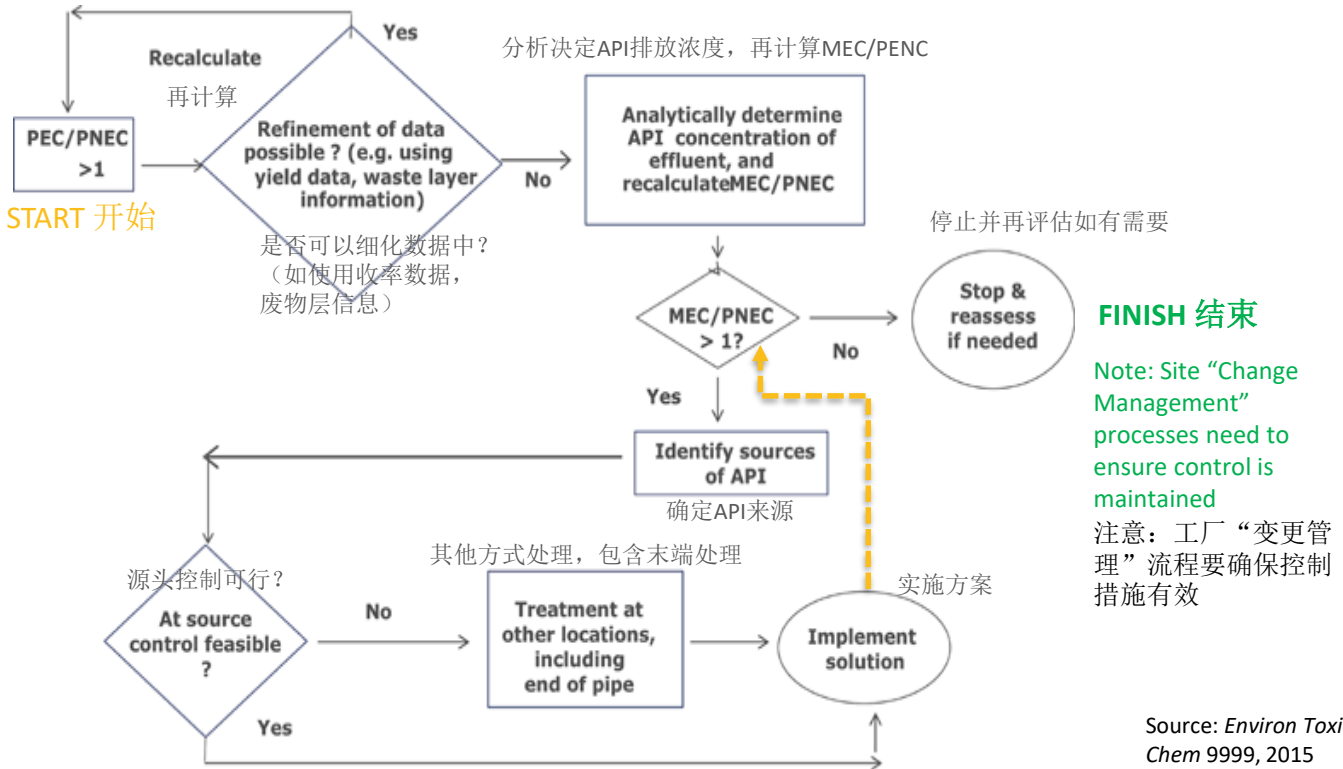 Yes
Recalculate
再计算
PEC/PNEC
>1
START 开始
Refinement of data
possible ? (e.g. using
yield data, waste layer
information)
是否可以细化数据中？
（如使用收率数据，
废物层信息）
No
分析决定API排放浓度，再计算MEC/PENC
Analytically determine
API concentration of
effluent, and
recalculateMEC/PNEC
停止并再评估如有需要
MEC/PNEC
> 1?
No
Stop &
reassess
if needed
FINISH 结束
Note: Site “Change
Management”
processes need to
ensure control is
maintained
注意：工厂“变更管
理”流程要确保控制
措施有效
Yes
Identify sources
of API
确定API来源
源头控制可行？
At source
control feasible
?
No
其他方式处理，包含末端处理
Treatment at
other locations,
including
end of pipe
实施方案
Implement
solution
Yes
Source: Environ Toxi
Chem 9999, 2015